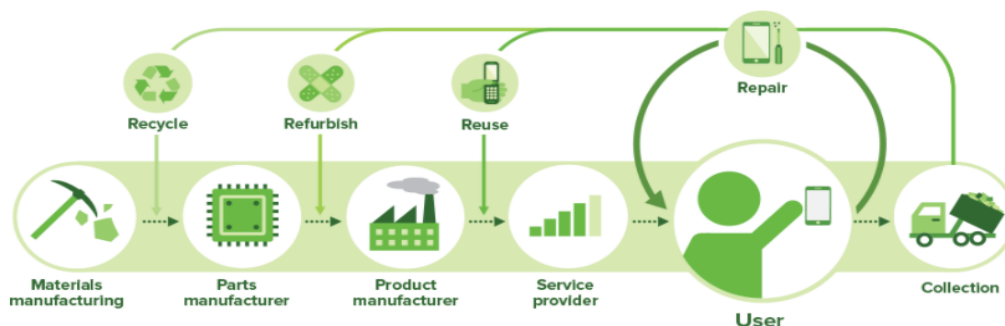 Repair
Recycle
Refurbish
Reuse
Materials
manufacturing
Parts
manufacturer
Product
manufacturer
Service
provider
User
Collection